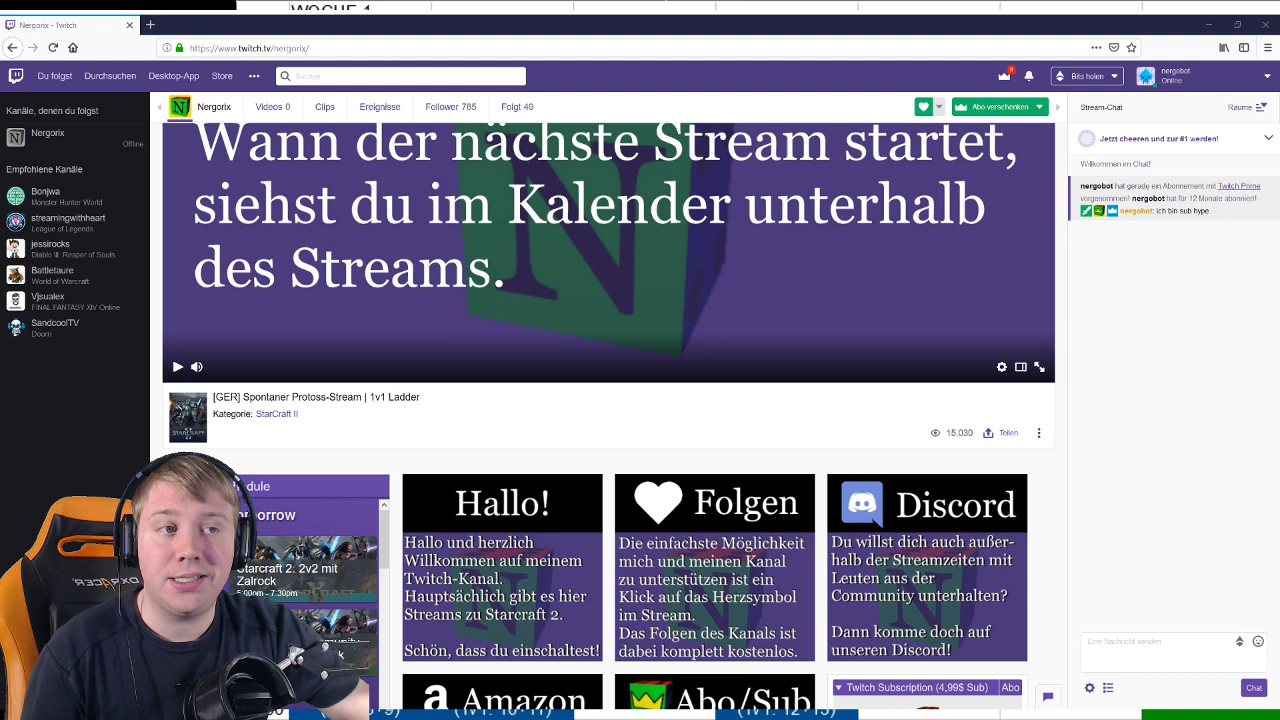 WOCHE 1
Nergorix - Twitch
https://www.twitch.tv/nergorix/
Du folgst
Durchsuchen
Desktop-App
Store
Suchen
9
Bits holen
nergobot
Online
Kanäle, denen du folgst
Nergorix
Offline
Empfohlene Kanäle
Bonjwa
Monster Hunter World
streamingwithheart
League of Legends
jessirocks
Diablo III: Reaper of Souls
Battletaure
World of Warcraft
Vjsualex
FINAL FANTASY XIV Online
SandcoolTV
Doom
Nergorix
Videos 0
Clips
Ereignisse
Follower 765
Folgt 49
Abo verschenken
Wann der nächste Stream startet,
siehst du im Kalender unterhalb
des Streams.
[GER] Spontaner Protoss-Stream | 1v1 Ladder
Kategorie: StarCraft II
15.030
Teilen
Starcraft 2: 2v2 mit
Zalrock
5:00pm - 7:30pm
DXRACER
Hallo!
Hallo und herzlich
Willkommen auf meinem
Twitch-Kanal.
Hauptsächlich gibt es hier
Streams zu Starcraft 2.
Schön, dass du einschaltest!
Folgen
Die einfachste Möglichkeit
mich und meinen Kanal
zu unterstützen ist ein
Klick auf das Herzsymbol
im Stream.
Das Folgen des Kanals ist
dabei komplett kostenlos.
Discord
Du willst dich auch außer-
halb der Streamzeiten mit
Leuten aus der
Community unterhalten?
Dann komme doch auf
unseren Discord!
Amazon
Abo/Sub
Twitch Subscription (4,99$ Sub)
Abo
Stream-Chat
Räume
Jetzt cheeren und zur #1 werden!
Willkommen im Chat!
nergobot hat gerade ein Abonnement mit Twitch Prime
vorgenommen! nergobot hat für 12 Monate abonniert!
nergobot: ich bin sub hype
Eine Nachricht senden
Chat